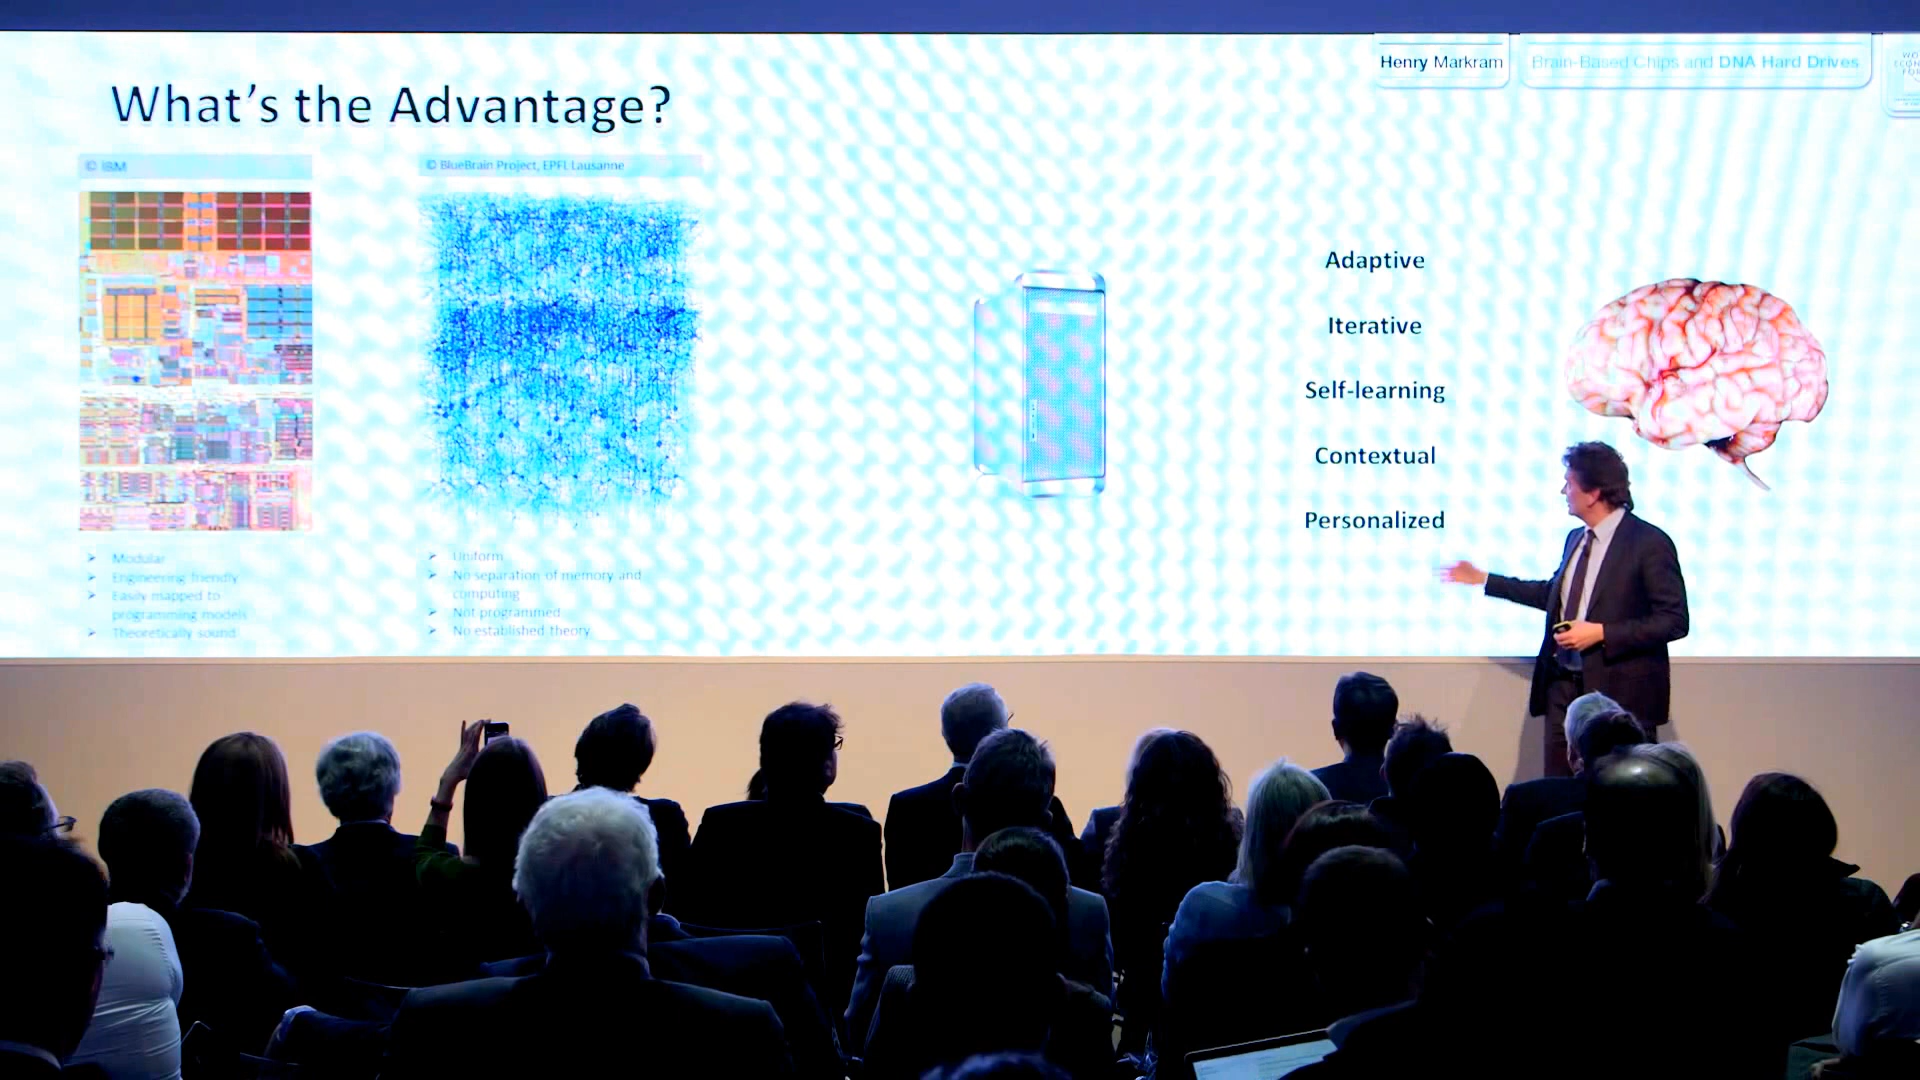 Henry Markram
Brain-Based Chips and DNA Hard Drives
What's the Advantage?
© IBM
© BlueBrain Project, EPFL Lausanne
➢ Modular
➢ Engineering friendly
➢ Easily mapped to
programming models
➢ Theoretically sound
➢ Uniform
➢ No separation of memory and
computing
➢ Not programmed
➢ No established theory
Adaptive
Iterative
Self-learning
Contextual
Personalized